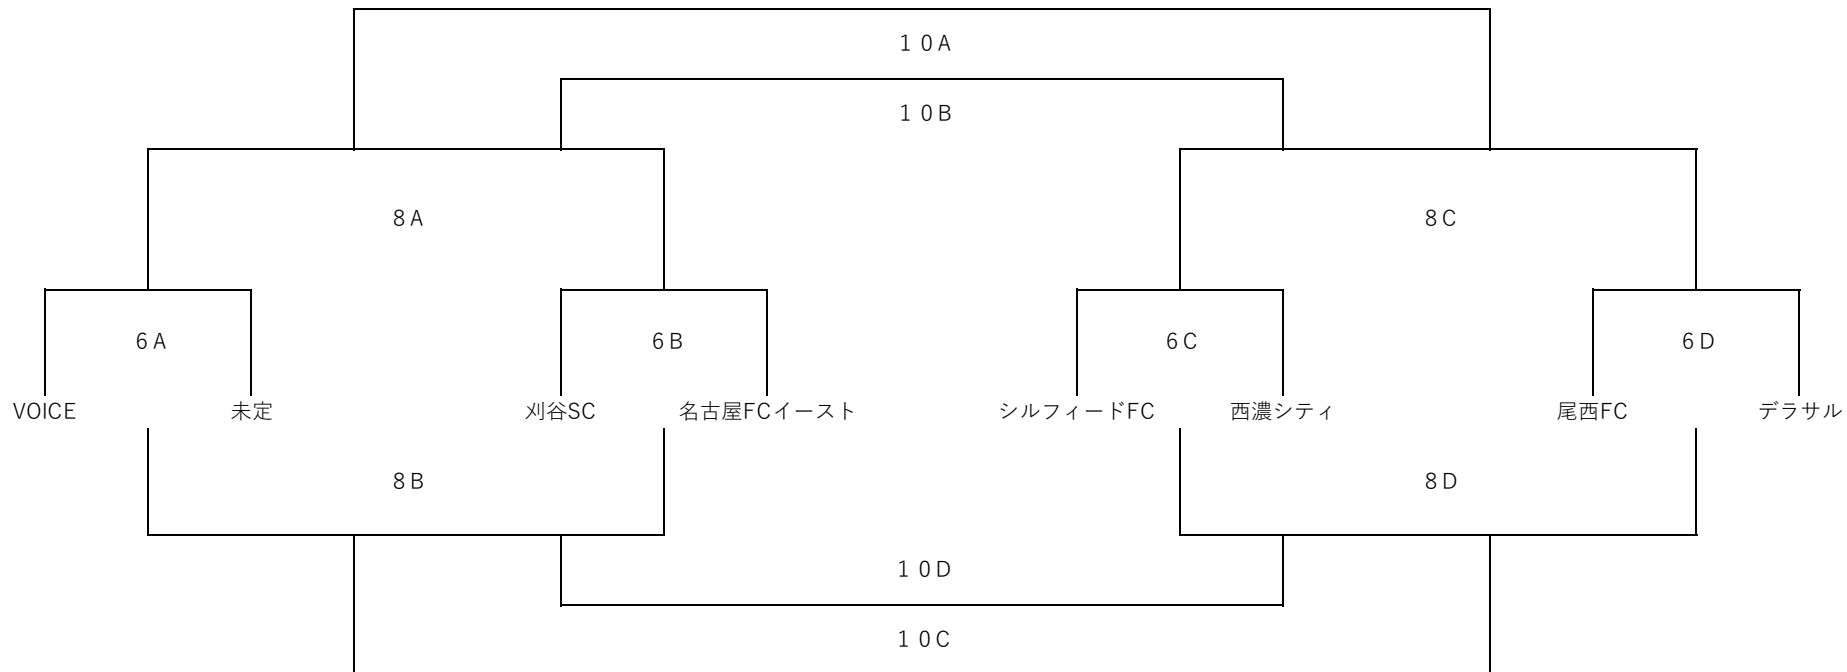 １０A
１０B
８A
８C
６A
６B
６C
６D
VOICE
未定
刈谷SC
名古屋FCイースト
シルフィードFC
西濃シティ
尾西FC
デラサル
８B
８D
１０D
１０C